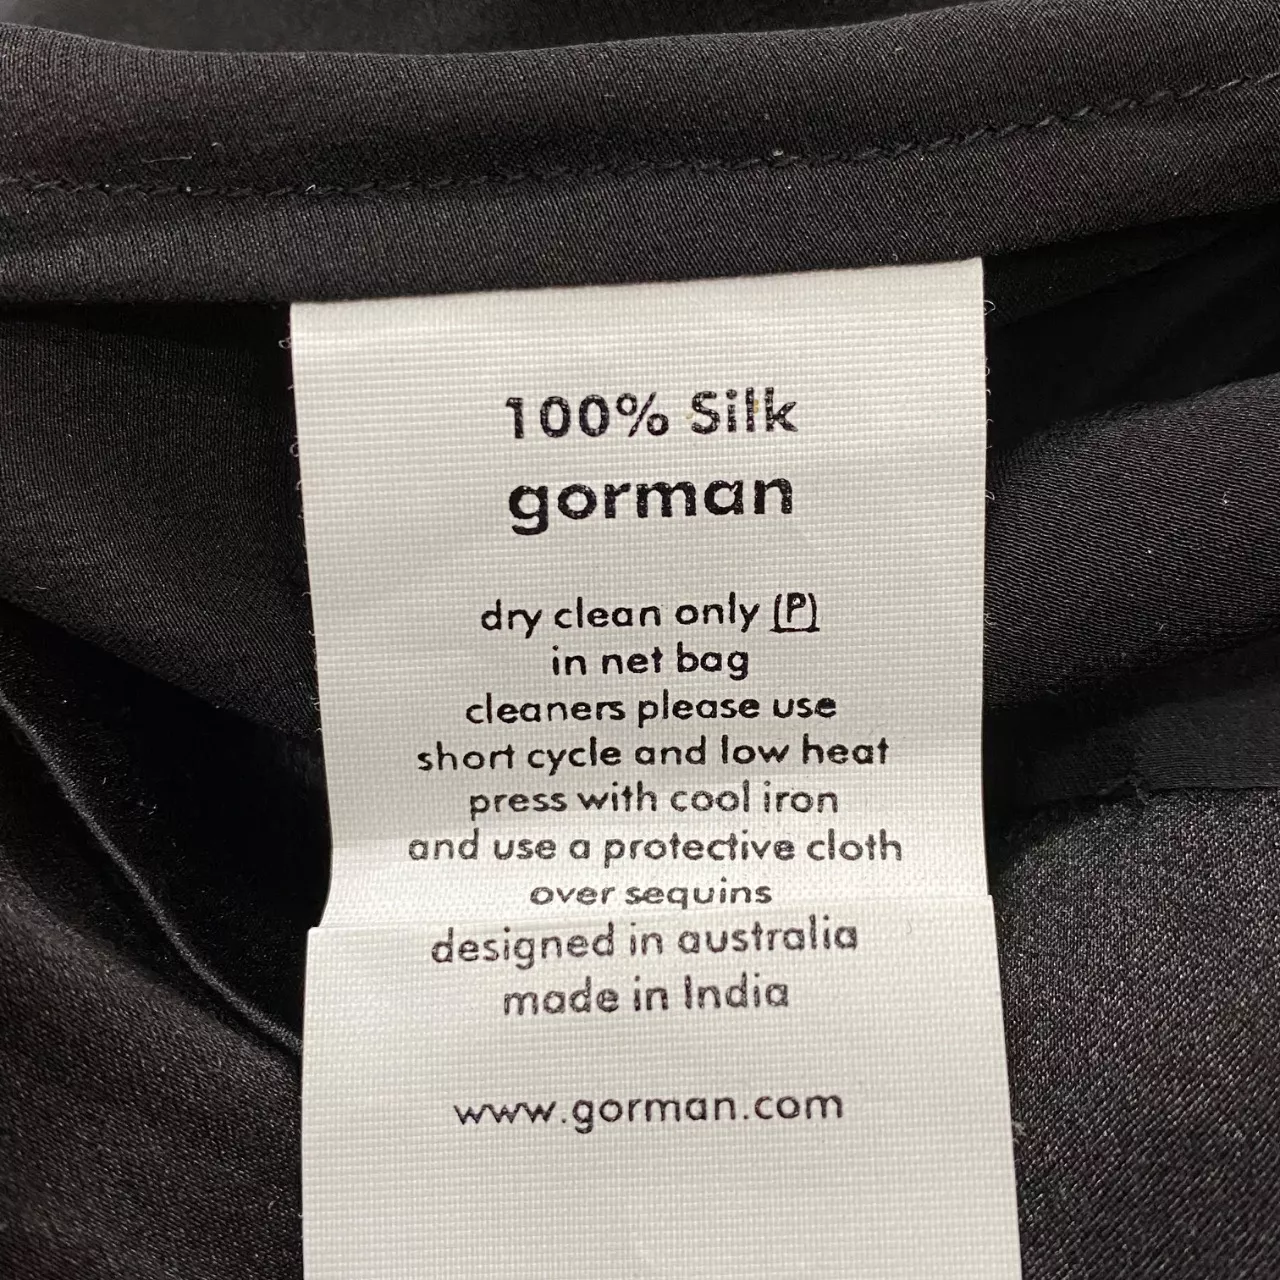 100% Silk
gorman
dry clean only (P)
in net bag
cleaners please use
short cycle and low heat
press with cool iron
and use a protective cloth
over sequins
designed in australia
made in India
www.gorman.com